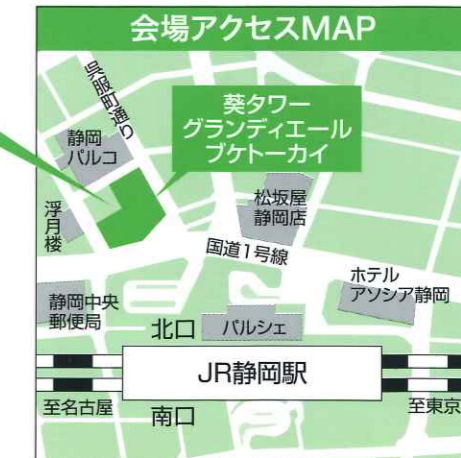 会場アクセスMAP
呉服町通り
葵タワー
グランディエール
ブケトーカイ
静岡
パルコ
浮月楼
松坂屋
静岡店
国道1号線
ホテル
アソシア静岡
静岡中央
郵便局
北口
パルシェ
JR静岡駅
至名古屋
南口
至東京